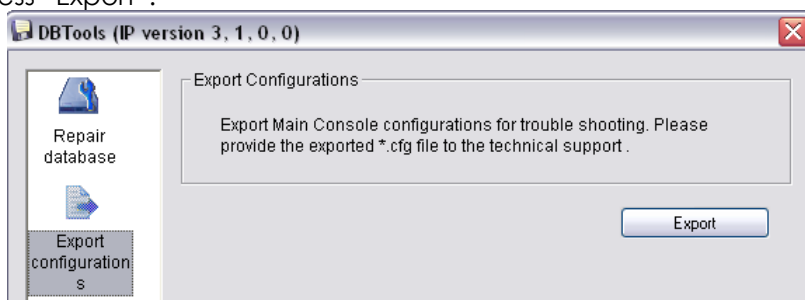 "Export".
DBTools (IP version 3, 1, 0, 0)
Repair
database
Export
configuration
s
Export Configurations
Export Main Console configurations for trouble shooting. Please
provide the exported *.cfg file to the technical support .
Export